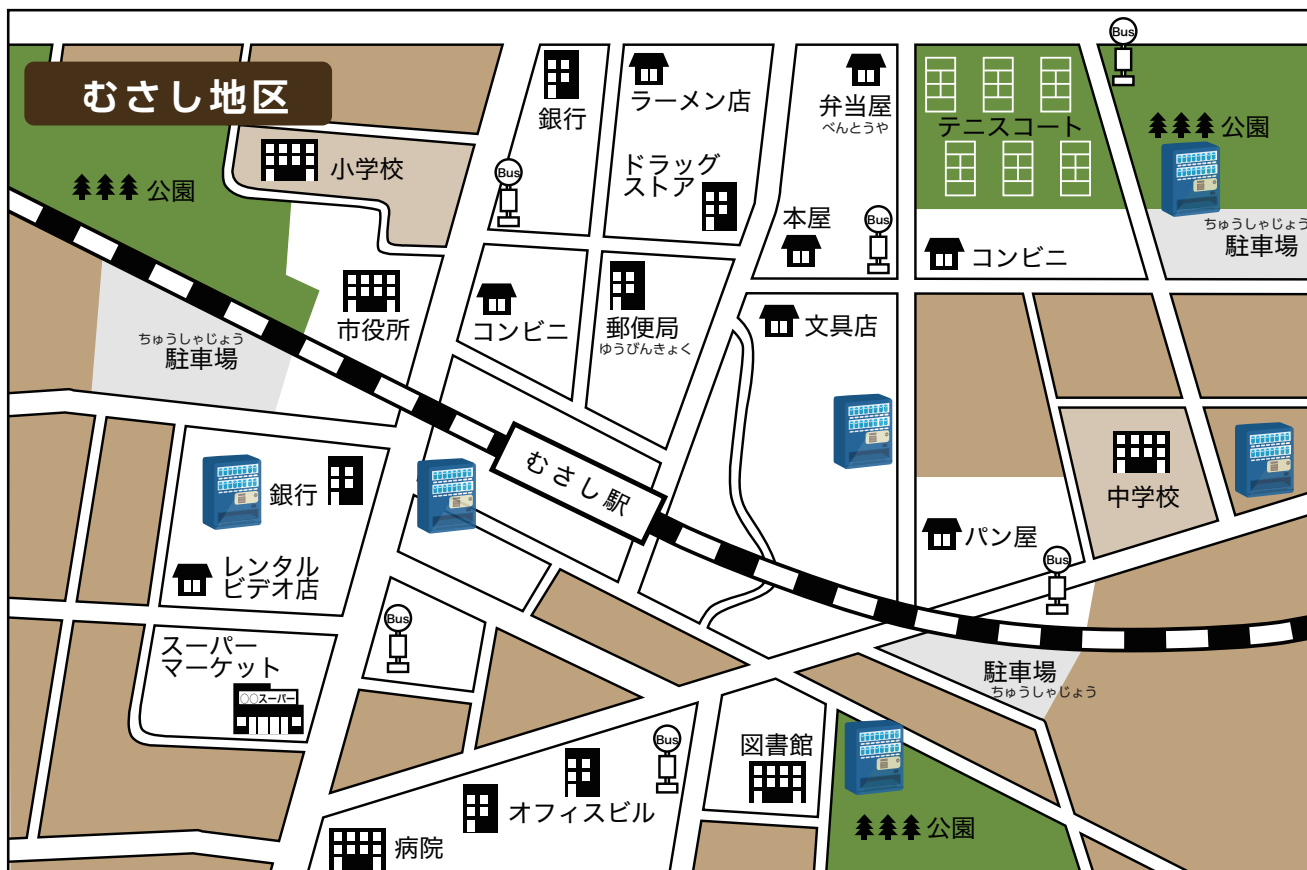 むさし地区
Bus
銀行
ラーメン店
弁当屋
べんとうや
テニスコート
公園
小学校
ドラッグ
ストア
公園
Bus
本屋
Bus
コンビニ
ちゅうしゃじょう
駐車場
市役所
コンビニ
郵便局
ゆうびんきょく
文具店
ちゅうしゃじょう
駐車場
むさし駅
銀行
中学校
パン屋
レンタル
ビデオ店
Bus
Bus
スーパー
マーケット
○○スーパー
駐車場
ちゅうしゃじょう
Bus
図書館
オフィスビル
公園
病院